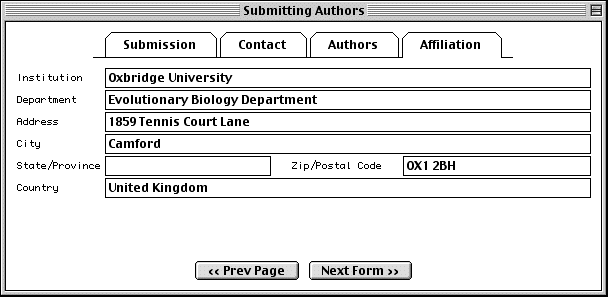 Submitting Authors
Submission Contact Authors Affiliation
Institution Oxbridge University
Department Evolutionary Biology Department
Address 1859 Tennis Court Lane
City Camford
State/Province Zip/Postal Code OX1 2BH
Country United Kingdom
<< Prev Page Next Form >>